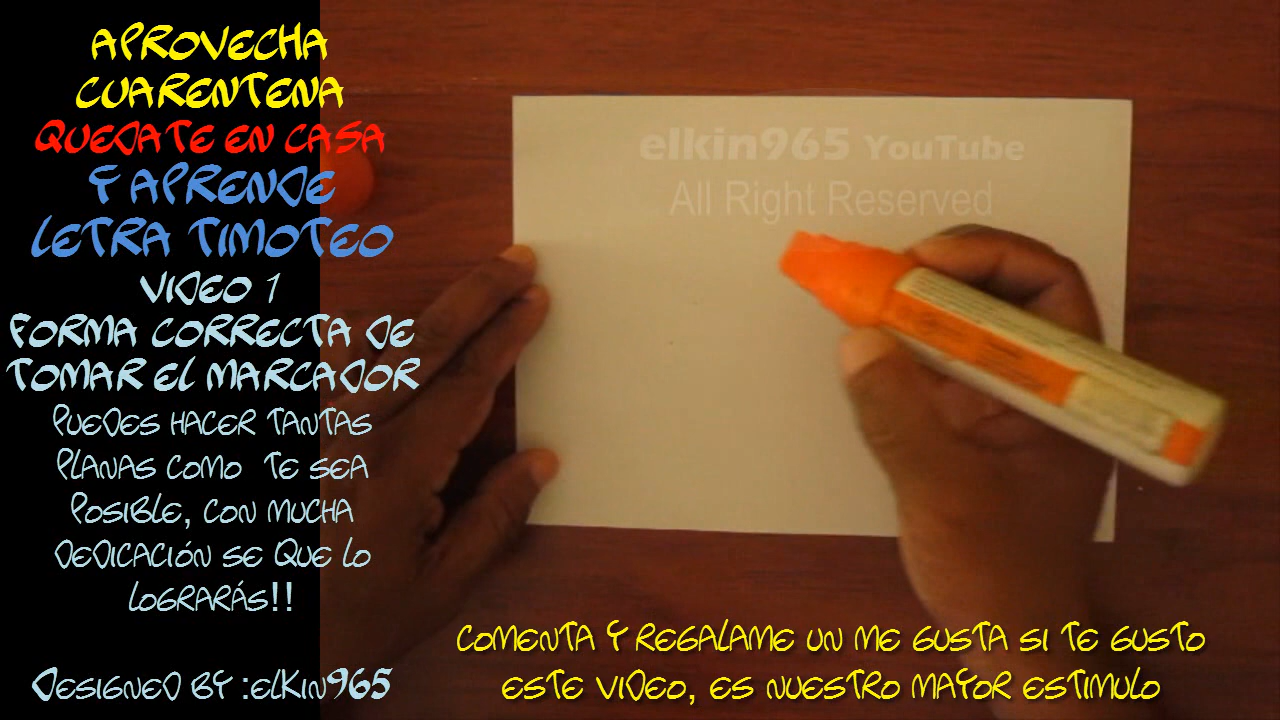 APROVECHA
CUARENTENA
QUEDATE EN CASA
Y APRENDE
LETRA TIMOTEO
VIDEO 1
FORMA CORRECTA DE
TOMAR EL MARCADOR
PUEDES HACER TANTAS
PLANAS COMO TE SEA
POSIBLE, CON MUCHA
DEDICACIÓN SE QUE LO
LOGRARÁS!!
DESIGNED BY :elkin965
elkin965 YouTube
All Right Reserved
COMENTA Y REGALAME UN ME GUSTA SI TE GUSTO
ESTE VIDEO, ES NUESTRO MAYOR ESTIMULO